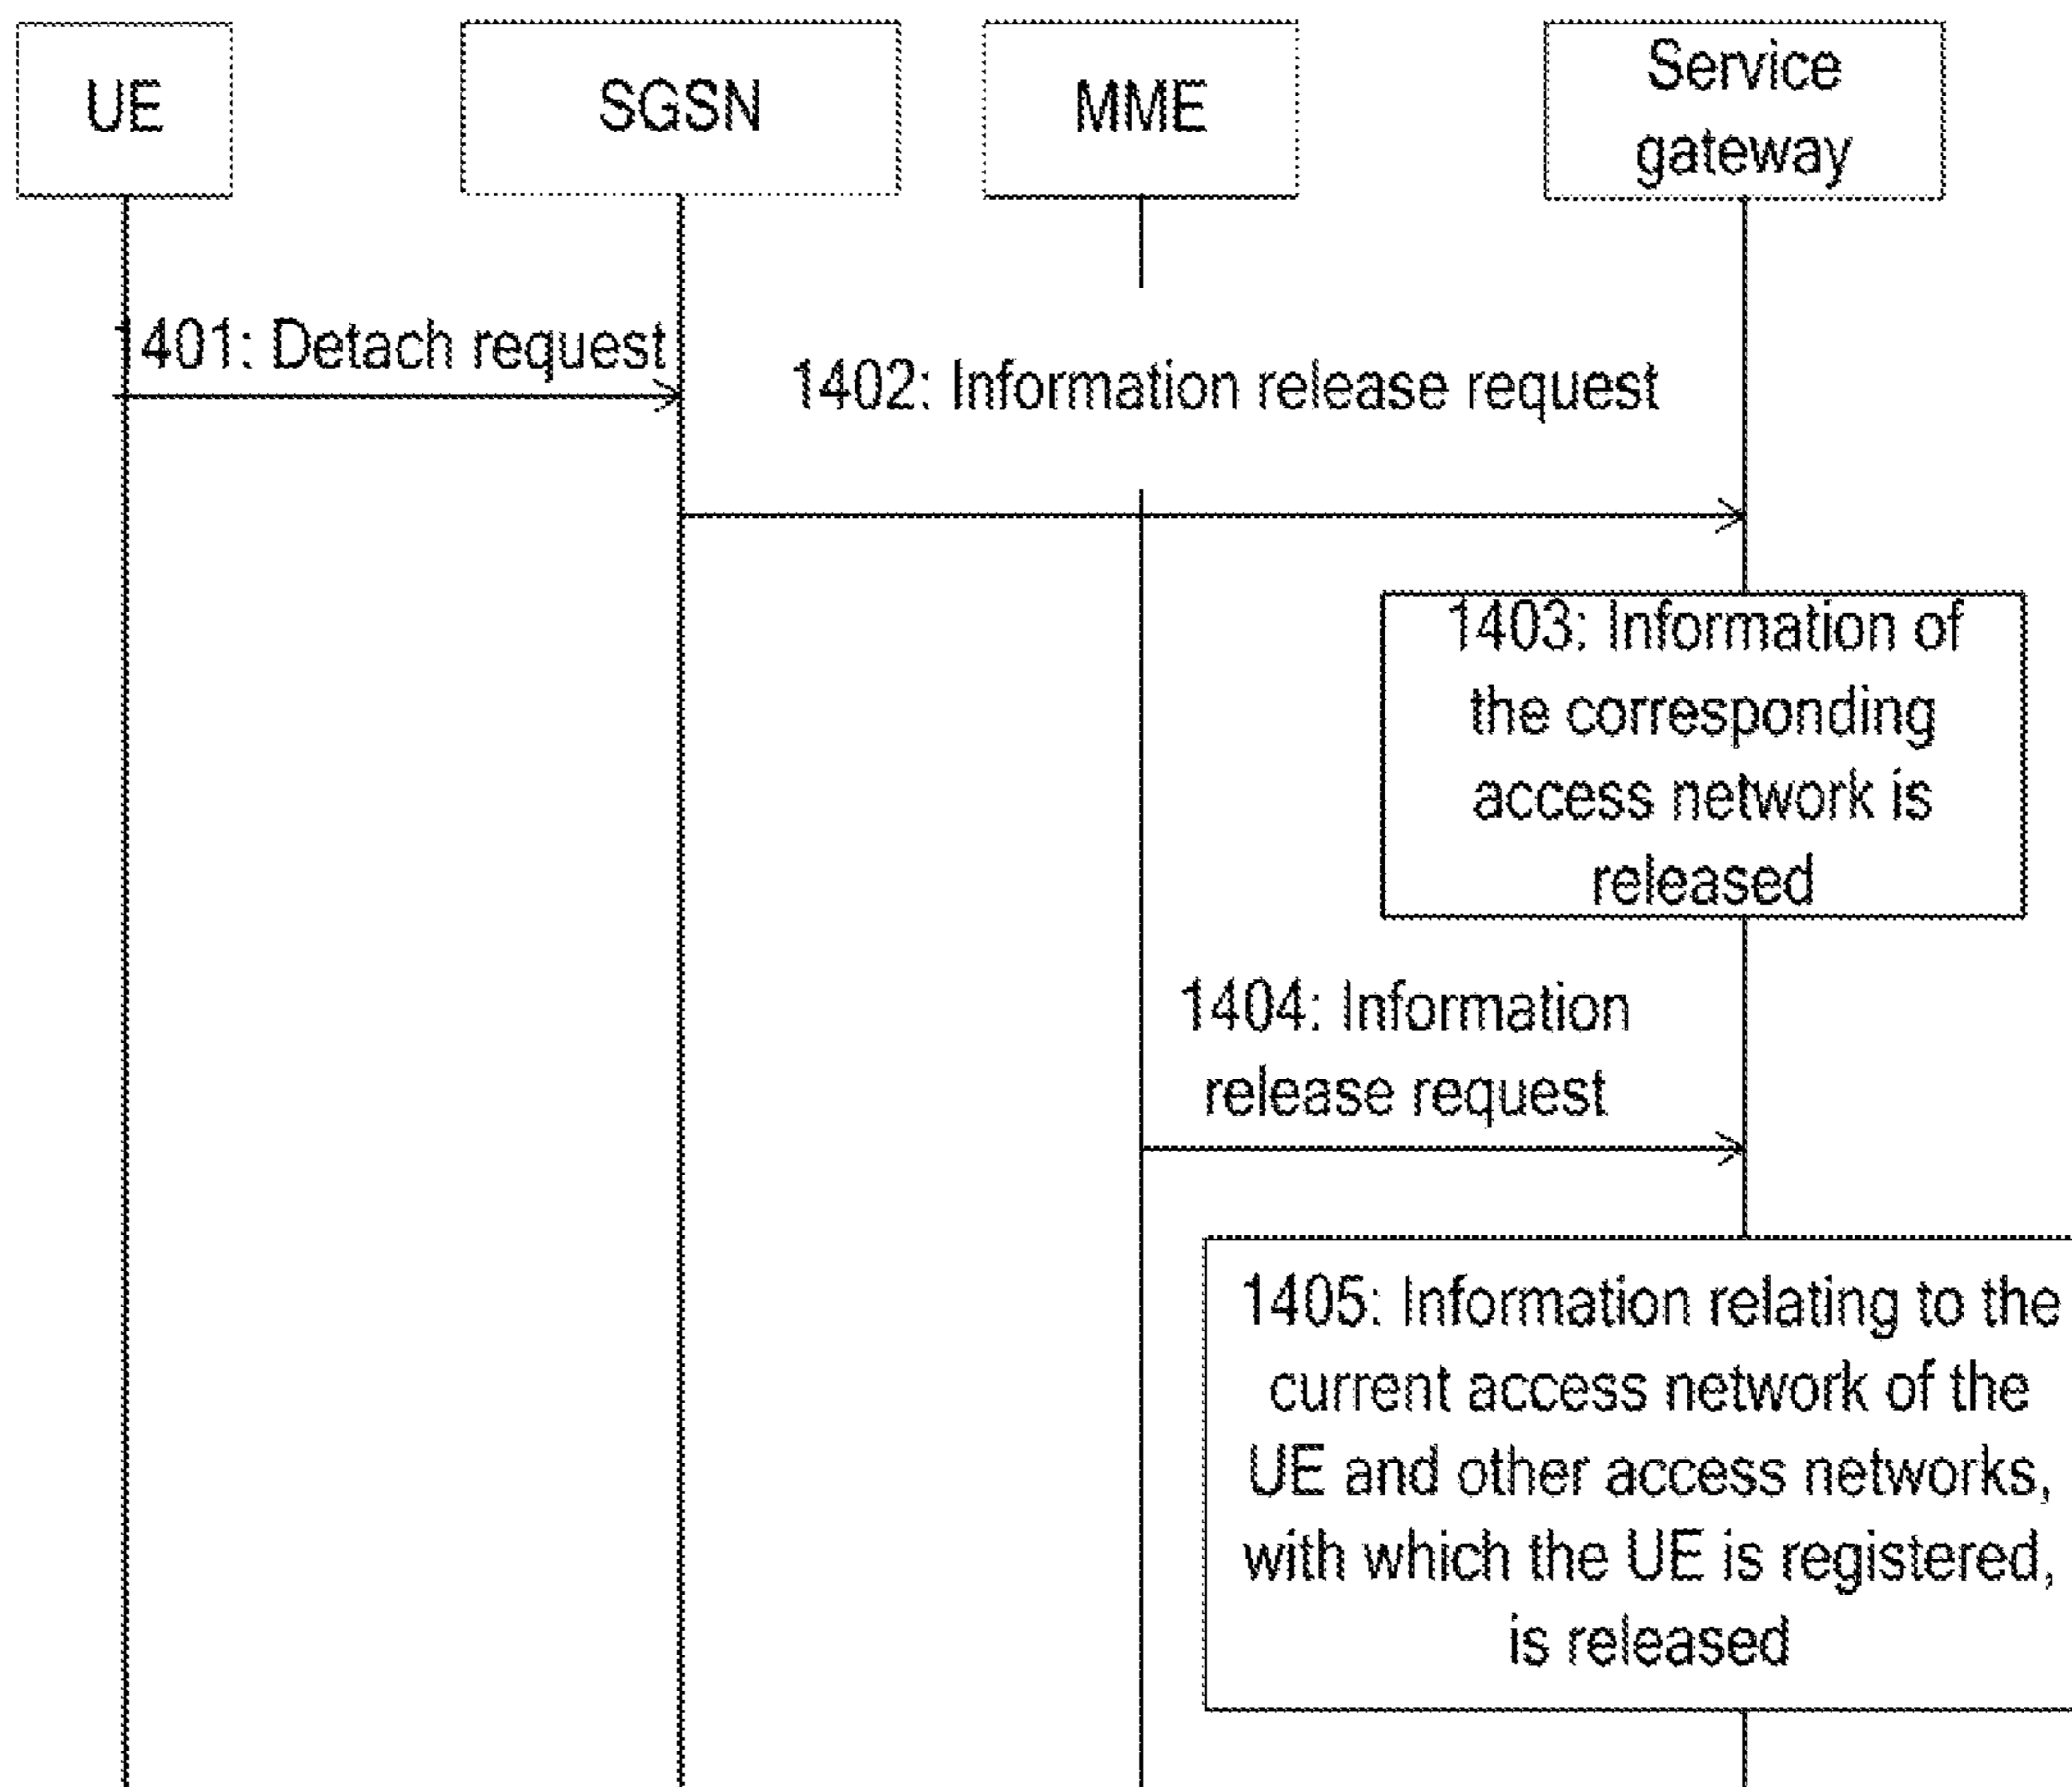 UE
SGSN
MME
Service
gateway
1401: Detach request
1402: Information release request
1403: Information of
the corresponding
access network is
released
1404: Information
release request
1405: Information relating to the
current access network of the
UE and other access networks,
with which the UE is registered,
is released